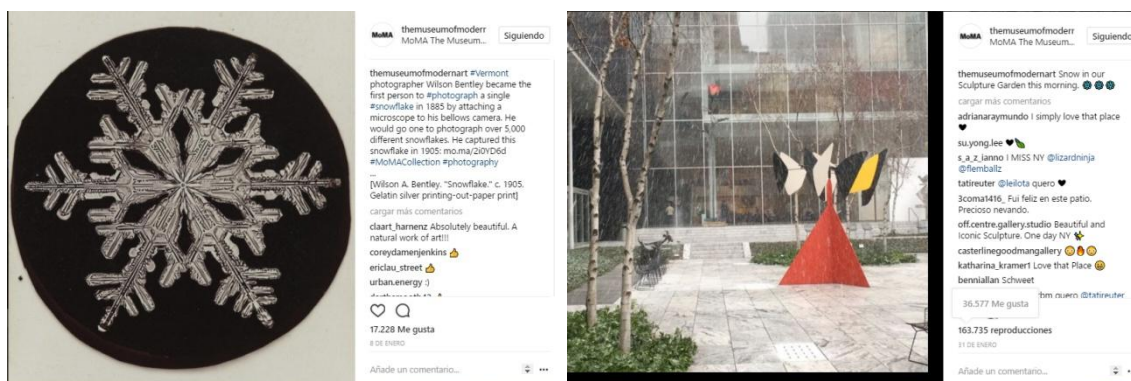 MoMA
themuseumofmoderr
MoMA The Museum...
Siguiendo
themuseumofmodernart #Vermont
photographer Wilson Bentley became the
first person to #photograph a single
#snowflake in 1885 by attaching a
microscope to his bellows camera. He
would go one to photograph over 5,000
different snowflakes. He captured this
snowflake in 1905: mo.ma/2i0YD6d
#MoMACollection #photography
...
[Wilson A. Bentley. "Snowflake." c. 1905.
Gelatin silver printing-out-paper print]
cargar más comentarios
claart_harnenz Absolutely beautiful. A
natural work of art!!!
coreydamenjenkins 👍
ericlau_street 👍
urban.energy :)
17.228 Me gusta
8 DE ENERO
Añade un comentario...
MoMA
themuseumofmoderr
MoMA The Museum...
Siguiendo
themuseumofmodernart Snow in our
Sculpture Garden this morning.
cargar más comentarios
adrianaraymundo I simply love that place
♥
su.yong.lee ♥
s_a_z_ianno I MISS NY @lizardninja
@flemballz
tatireuter @leilota quero ♥
3coma1416_ Fui feliz en este patio.
Precioso nevando.
off.centre.gallery.studio Beautiful and
Iconic Sculpture. One day NY
casterlinegoodmangallery
katharina_kramer1 Love that Place
benniallan Schweet
quero @tatireuter
36.577 Me gusta
163.735 reproducciones
31 DE ENERO
Añade un comentario...